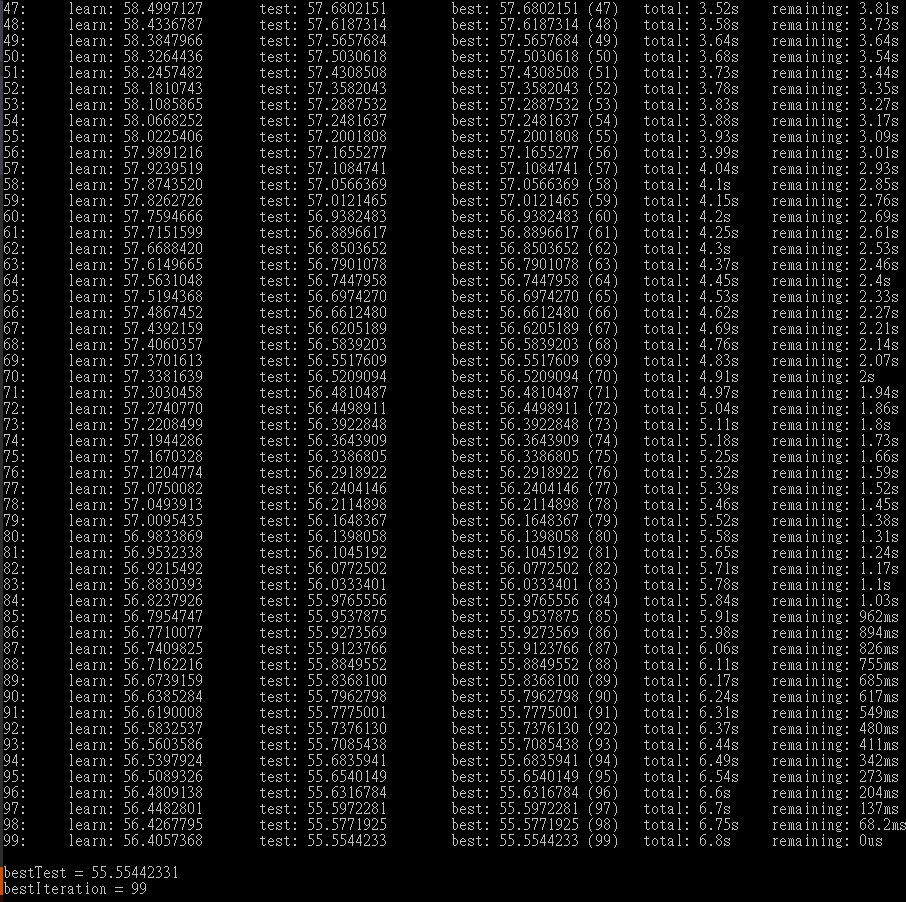 47: learn: 58.4997127 test: 57.6802151 best: 57.6802151 (47) total: 3.52s remaining: 3.81s
48: learn: 58.4336787 test: 57.6187314 best: 57.6187314 (48) total: 3.58s remaining: 3.73s
49: learn: 58.3847966 test: 57.5657684 best: 57.5657684 (49) total: 3.64s remaining: 3.64s
50: learn: 58.3264436 test: 57.5030618 best: 57.5030618 (50) total: 3.68s remaining: 3.54s
51: learn: 58.2457482 test: 57.4308508 best: 57.4308508 (51) total: 3.73s remaining: 3.44s
52: learn: 58.1810743 test: 57.3582043 best: 57.3582043 (52) total: 3.78s remaining: 3.35s
53: learn: 58.1085865 test: 57.2887532 best: 57.2887532 (53) total: 3.83s remaining: 3.27s
54: learn: 58.0668252 test: 57.2481637 best: 57.2481637 (54) total: 3.88s remaining: 3.17s
55: learn: 58.0225406 test: 57.2001808 best: 57.2001808 (55) total: 3.93s remaining: 3.09s
56: learn: 57.9891216 test: 57.1655277 best: 57.1655277 (56) total: 3.99s remaining: 3.01s
57: learn: 57.9239519 test: 57.1084741 best: 57.1084741 (57) total: 4.04s remaining: 2.93s
58: learn: 57.8743520 test: 57.0566369 best: 57.0566369 (58) total: 4.1s remaining: 2.85s
59: learn: 57.8262726 test: 57.0121465 best: 57.0121465 (59) total: 4.15s remaining: 2.76s
60: learn: 57.7594666 test: 56.9382483 best: 56.9382483 (60) total: 4.2s remaining: 2.69s
61: learn: 57.7151599 test: 56.8896617 best: 56.8896617 (61) total: 4.25s remaining: 2.61s
62: learn: 57.6688420 test: 56.8503652 best: 56.8503652 (62) total: 4.3s remaining: 2.53s
63: learn: 57.6149665 test: 56.7901078 best: 56.7901078 (63) total: 4.37s remaining: 2.46s
64: learn: 57.5631048 test: 56.7447958 best: 56.7447958 (64) total: 4.45s remaining: 2.4s
65: learn: 57.5194368 test: 56.6974270 best: 56.6974270 (65) total: 4.53s remaining: 2.33s
66: learn: 57.4867452 test: 56.6612480 best: 56.6612480 (66) total: 4.62s remaining: 2.27s
67: learn: 57.4392159 test: 56.6205189 best: 56.6205189 (67) total: 4.69s remaining: 2.21s
68: learn: 57.4060357 test: 56.5839203 best: 56.5839203 (68) total: 4.76s remaining: 2.14s
69: learn: 57.3701613 test: 56.5517609 best: 56.5517609 (69) total: 4.83s remaining: 2.07s
70: learn: 57.3381639 test: 56.5209094 best: 56.5209094 (70) total: 4.91s remaining: 2s
71: learn: 57.3030458 test: 56.4810487 best: 56.4810487 (71) total: 4.97s remaining: 1.94s
72: learn: 57.2740770 test: 56.4498911 best: 56.4498911 (72) total: 5.04s remaining: 1.86s
73: learn: 57.2208499 test: 56.3922848 best: 56.3922848 (73) total: 5.11s remaining: 1.8s
74: learn: 57.1944286 test: 56.3643909 best: 56.3643909 (74) total: 5.18s remaining: 1.73s
75: learn: 57.1670328 test: 56.3386805 best: 56.3386805 (75) total: 5.25s remaining: 1.66s
76: learn: 57.1204774 test: 56.2918922 best: 56.2918922 (76) total: 5.32s remaining: 1.59s
77: learn: 57.0750082 test: 56.2404146 best: 56.2404146 (77) total: 5.39s remaining: 1.52s
78: learn: 57.0493913 test: 56.2114898 best: 56.2114898 (78) total: 5.46s remaining: 1.45s
79: learn: 57.0095435 test: 56.1648367 best: 56.1648367 (79) total: 5.52s remaining: 1.38s
80: learn: 56.9833869 test: 56.1398058 best: 56.1398058 (80) total: 5.58s remaining: 1.31s
81: learn: 56.9532338 test: 56.1045192 best: 56.1045192 (81) total: 5.65s remaining: 1.24s
82: learn: 56.9215492 test: 56.0772502 best: 56.0772502 (82) total: 5.71s remaining: 1.17s
83: learn: 56.8830393 test: 56.0333401 best: 56.0333401 (83) total: 5.78s remaining: 1.1s
84: learn: 56.8237926 test: 55.9765556 best: 55.9765556 (84) total: 5.84s remaining: 1.03s
85: learn: 56.7954747 test: 55.9537875 best: 55.9537875 (85) total: 5.91s remaining: 962ms
86: learn: 56.7710077 test: 55.9273569 best: 55.9273569 (86) total: 5.98s remaining: 894ms
87: learn: 56.7409825 test: 55.9123766 best: 55.9123766 (87) total: 6.06s remaining: 826ms
88: learn: 56.7162216 test: 55.8849552 best: 55.8849552 (88) total: 6.11s remaining: 755ms
89: learn: 56.6739159 test: 55.8368100 best: 55.8368100 (89) total: 6.17s remaining: 685ms
90: learn: 56.6385284 test: 55.7962798 best: 55.7962798 (90) total: 6.24s remaining: 617ms
91: learn: 56.6190008 test: 55.7775001 best: 55.7775001 (91) total: 6.31s remaining: 549ms
92: learn: 56.5832537 test: 55.7376130 best: 55.7376130 (92) total: 6.37s remaining: 480ms
93: learn: 56.5603586 test: 55.7085438 best: 55.7085438 (93) total: 6.44s remaining: 411ms
94: learn: 56.5397924 test: 55.6835941 best: 55.6835941 (94) total: 6.49s remaining: 342ms
95: learn: 56.5089326 test: 55.6540149 best: 55.6540149 (95) total: 6.54s remaining: 273ms
96: learn: 56.4809138 test: 55.6316784 best: 55.6316784 (96) total: 6.6s remaining: 204ms
97: learn: 56.4482801 test: 55.5972281 best: 55.5972281 (97) total: 6.7s remaining: 137ms
98: learn: 56.4267795 test: 55.5771925 best: 55.5771925 (98) total: 6.75s remaining: 68.2ms
99: learn: 56.4057368 test: 55.5544233 best: 55.5544233 (99) total: 6.8s remaining: 0us
bestTest = 55.55442331
bestIteration = 99